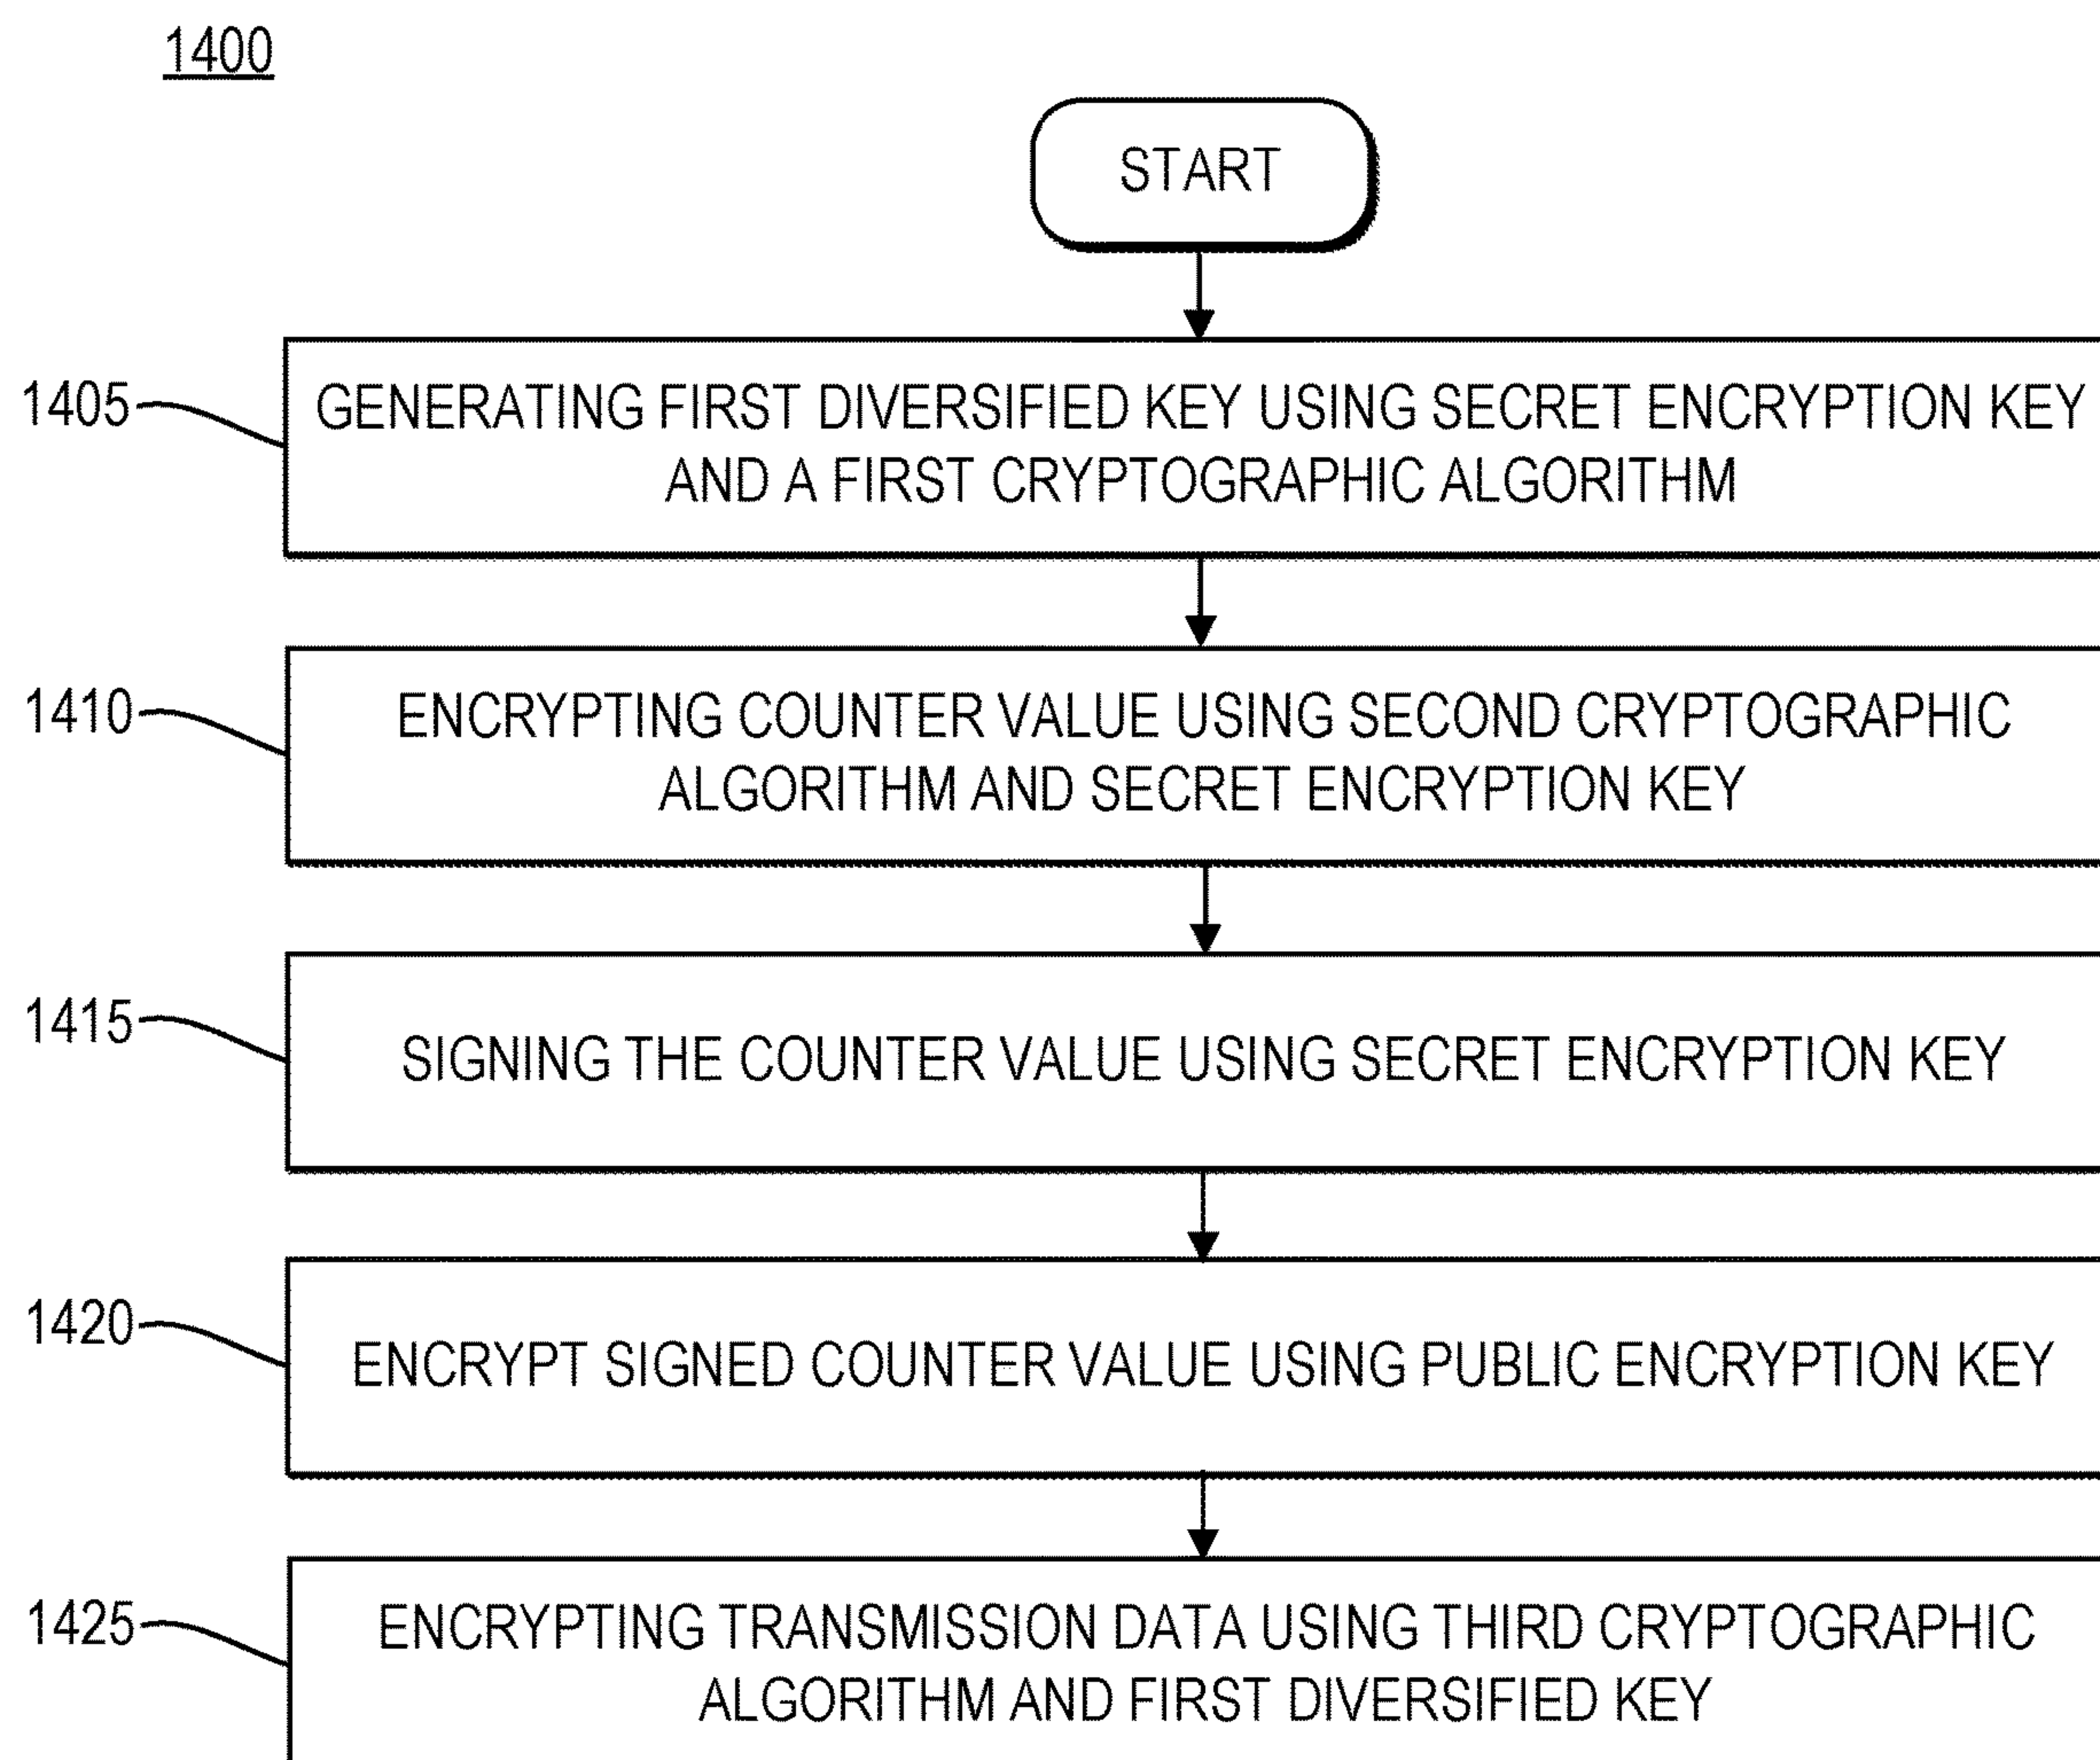 1400
START
1405
GENERATING FIRST DIVERSIFIED KEY USING SECRET ENCRYPTION KEY
AND A FIRST CRYPTOGRAPHIC ALGORITHM
1410
ENCRYPTING COUNTER VALUE USING SECOND CRYPTOGRAPHIC
ALGORITHM AND SECRET ENCRYPTION KEY
1415
SIGNING THE COUNTER VALUE USING SECRET ENCRYPTION KEY
1420
ENCRYPT SIGNED COUNTER VALUE USING PUBLIC ENCRYPTION KEY
1425
ENCRYPTING TRANSMISSION DATA USING THIRD CRYPTOGRAPHIC
ALGORITHM AND FIRST DIVERSIFIED KEY